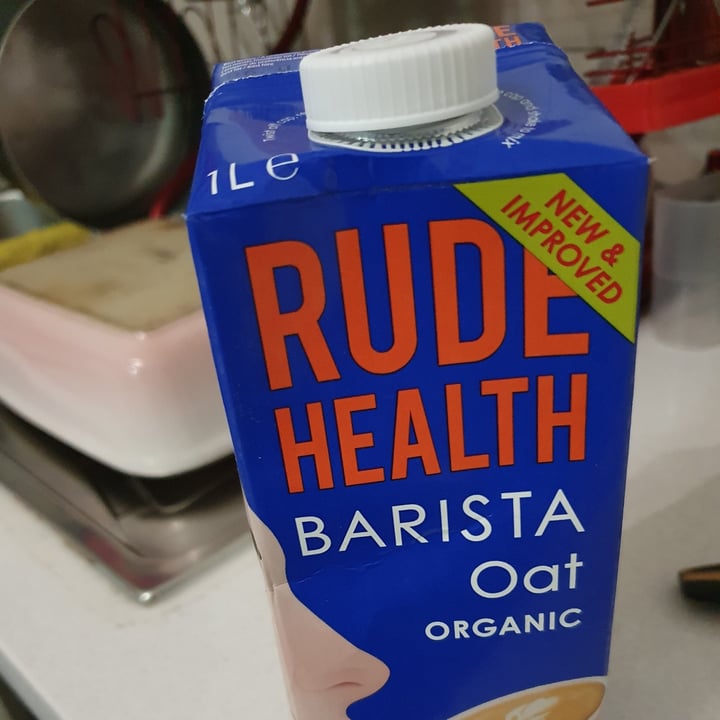 1L e
NEW &
IMPROVED
RUDE
HEALTH
BARISTA
Oat
ORGANIC